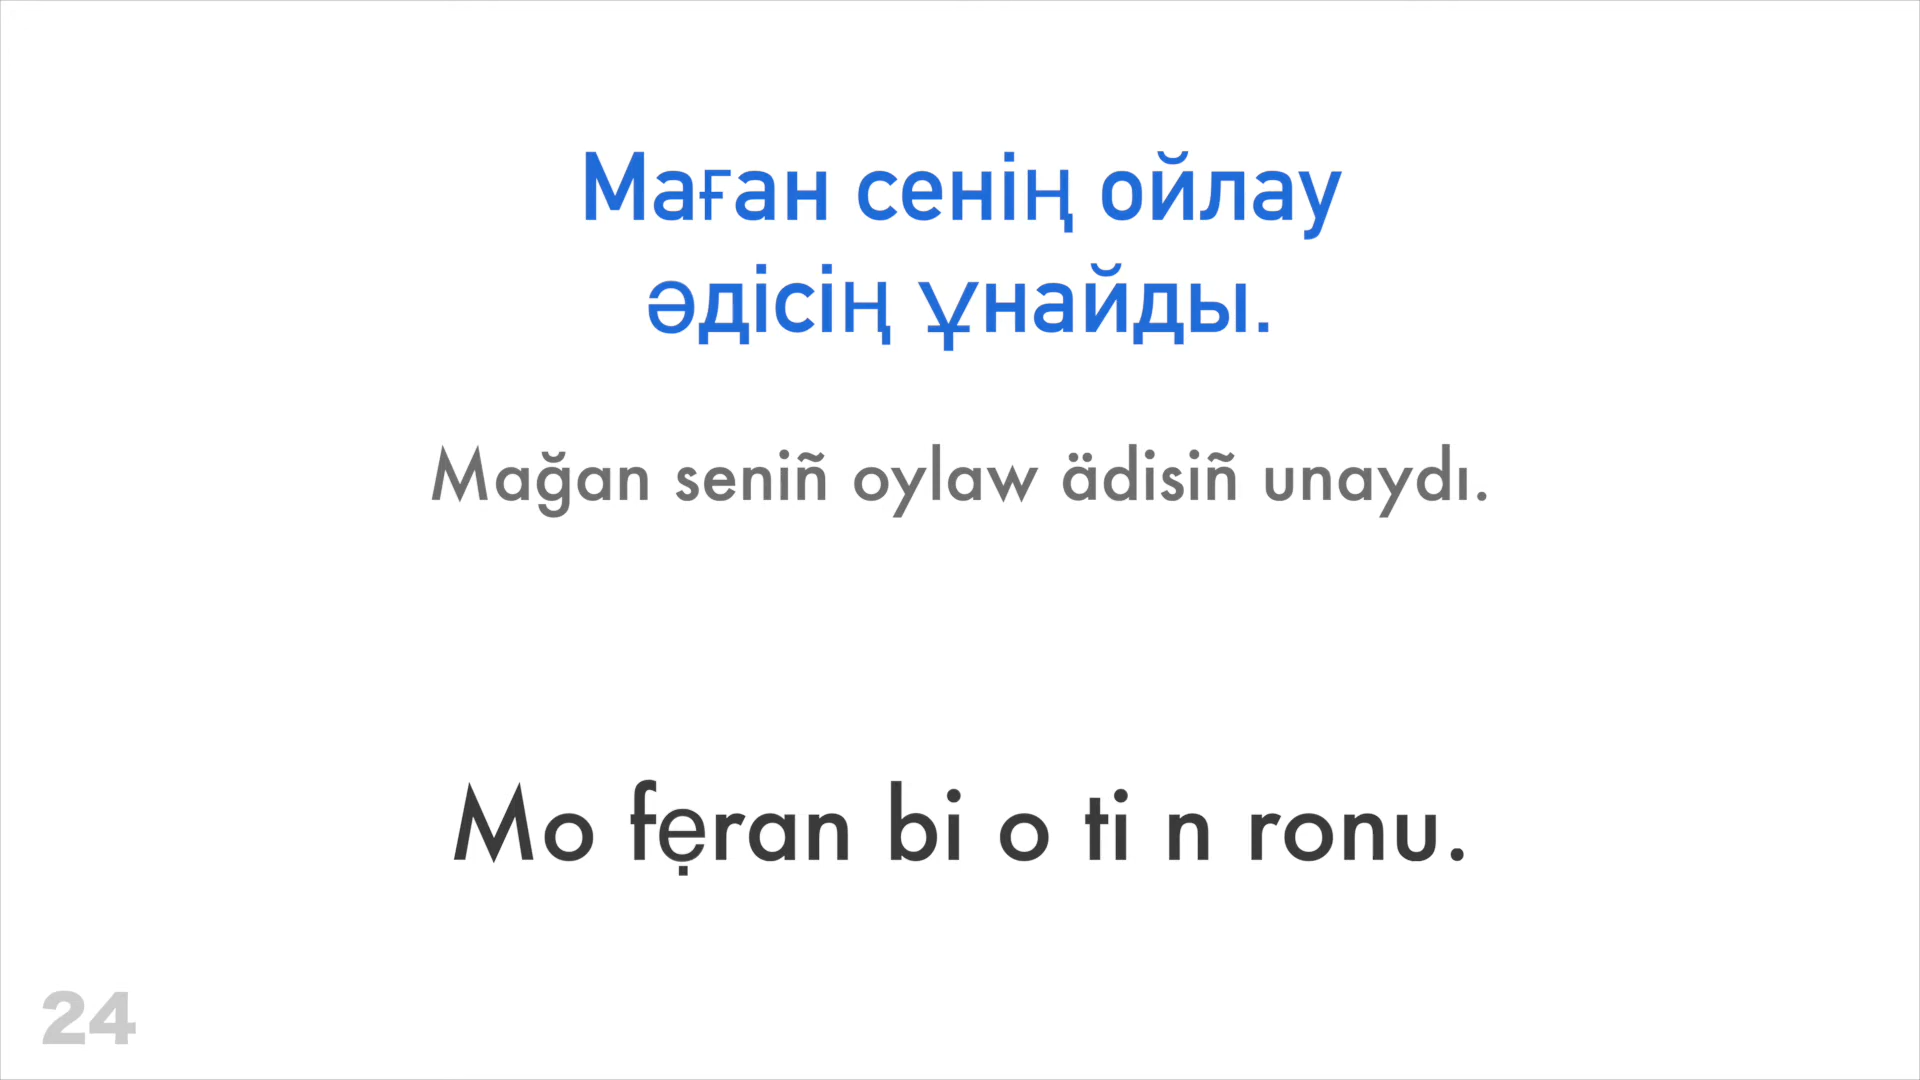 Маған сенің ойлау
әдісің ұнайды.
Mağan seniñ oylaw ädisiñ unaydı.
Mo fẹran bi o ti n ronu.
24